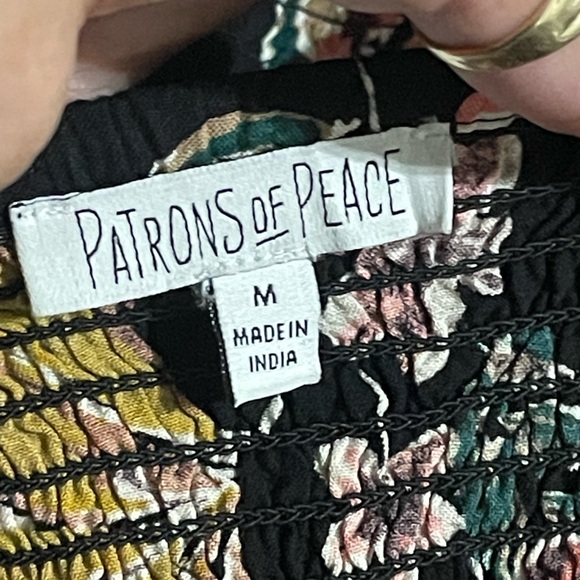 PATRONS OF PEACE
M
MADE IN
INDIA